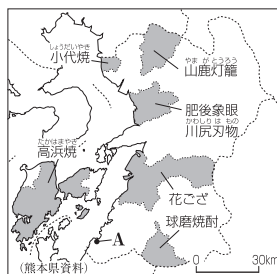 しょうだいやき
小代焼
やまがとうろう
山鹿灯籠
肥後象眼
かわしりはもの
川尻刃物
たかはまやき
高浜焼
花ござ
球磨焼酎
A
(熊本県資料)
0 30km